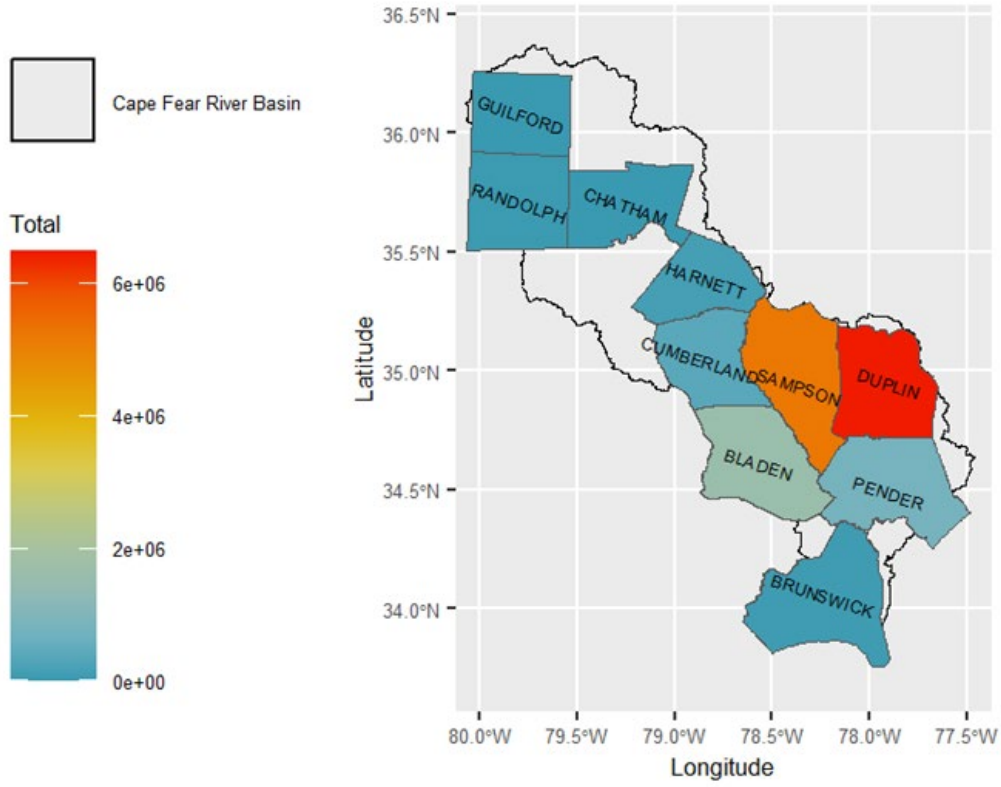 Cape Fear River Basin
Total
6e+06
4e+06
2e+06
0e+00
Latitude
36.5°N
36.0°N
35.5°N
35.0°N
34.5°N
34.0°N
GUILFORD
RANDOLPH
CHATHAM
HARNETT
CUMBERLAND
SAMPSON
DUPLIN
BLADEN
PENDER
BRUNSWICK
80.0°W 79.5°W 79.0°W 78.5°W 78.0°W 77.5°W
Longitude